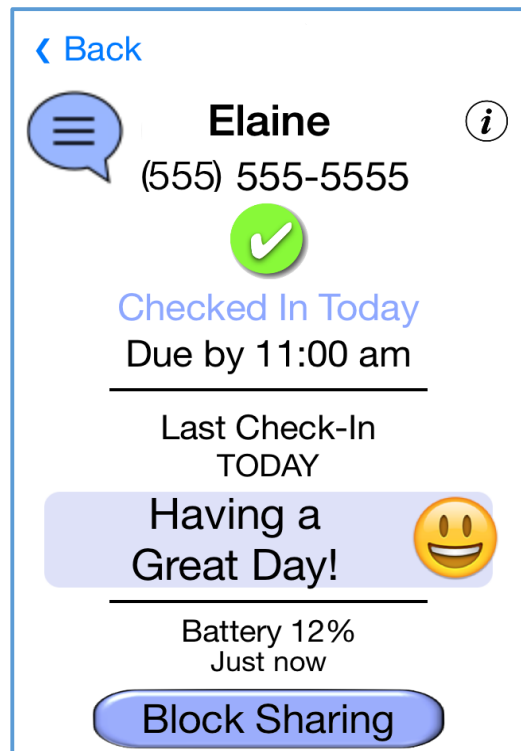 Back
Elaine
i
(555) 555-5555
Checked In Today
Due by 11:00 am
Last Check-In
TODAY
Having a
Great Day!
Battery 12%
Just now
Block Sharing